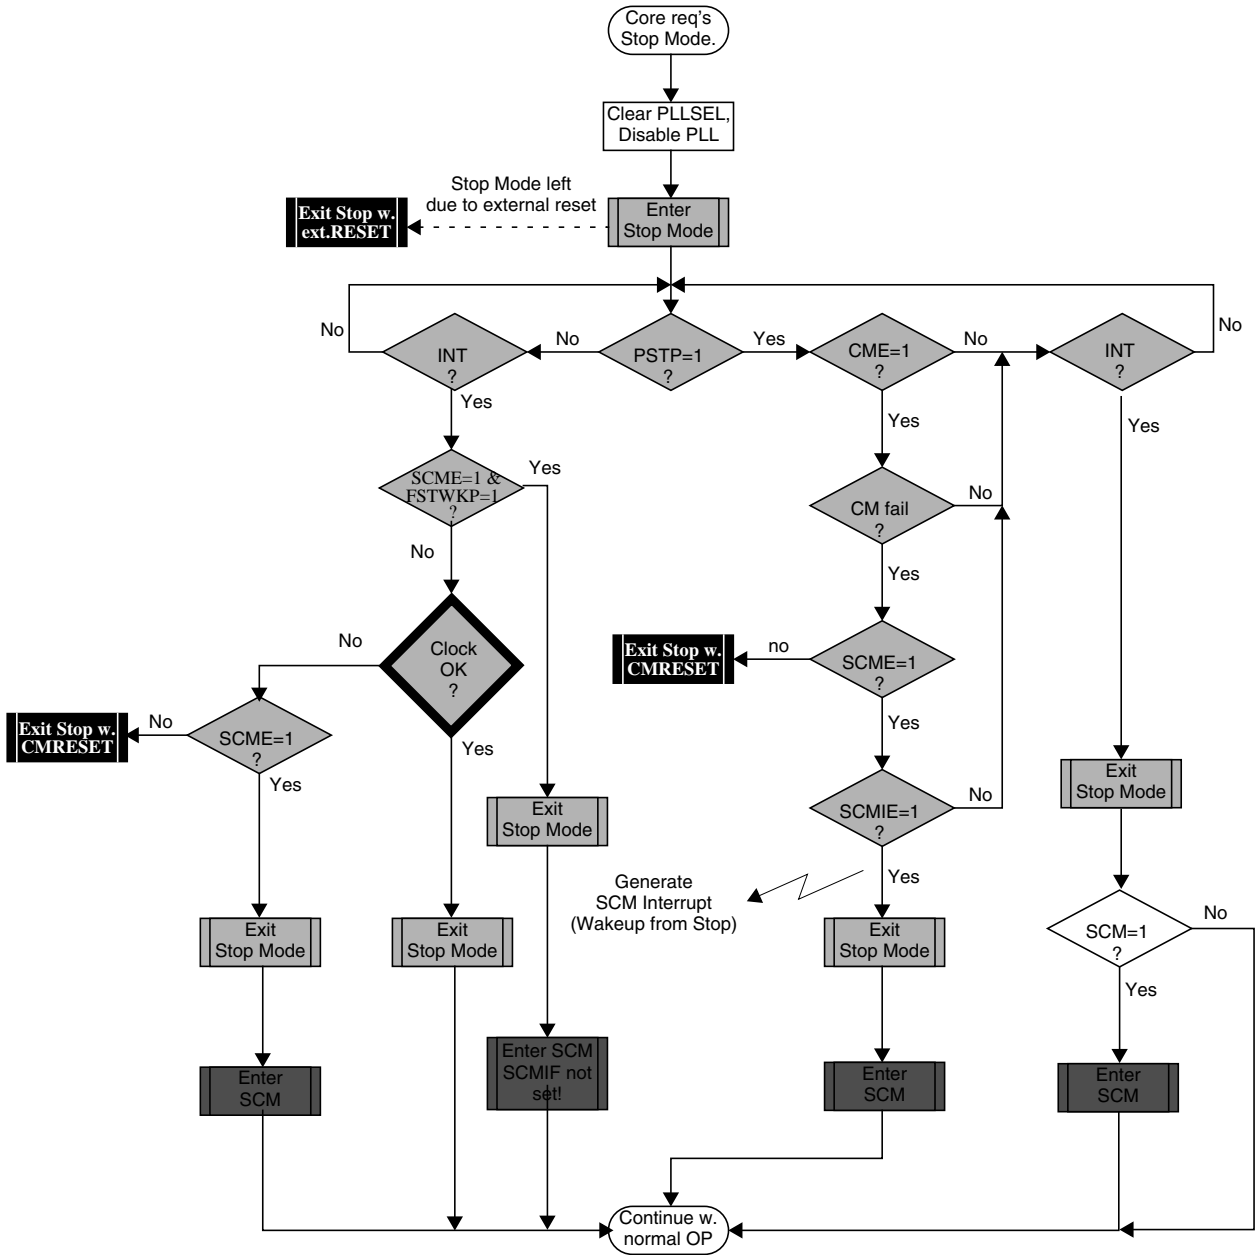 Core req's
Stop Mode.
Clear PLLSEL,
Disable PLL
Stop Mode left
due to external reset
Exit Stop w.
ext.RESET
Enter
Stop Mode
No
INT
?
No
PSTP=1
?
Yes
CME=1
?
No
INT
?
No
Yes
Yes
Yes
SCME=1 &
FSTWKP=1
?
Yes
CM fail
?
No
No
Yes
No
Clock
OK
?
Exit Stop w.
CMRESET
no
SCME=1
?
Exit Stop w.
CMRESET
No
SCME=1
?
Yes
Yes
Yes
Exit
Stop Mode
SCMIE=1
?
No
Exit
Stop Mode
Generate
SCM Interrupt
(Wakeup from Stop)
Yes
Exit
Stop Mode
Exit
Stop Mode
Exit
Stop Mode
SCM=1
?
No
Yes
Enter
SCM
Enter SCM
SCMIF not
set!
Enter
SCM
Enter
SCM
Continue w.
normal OP